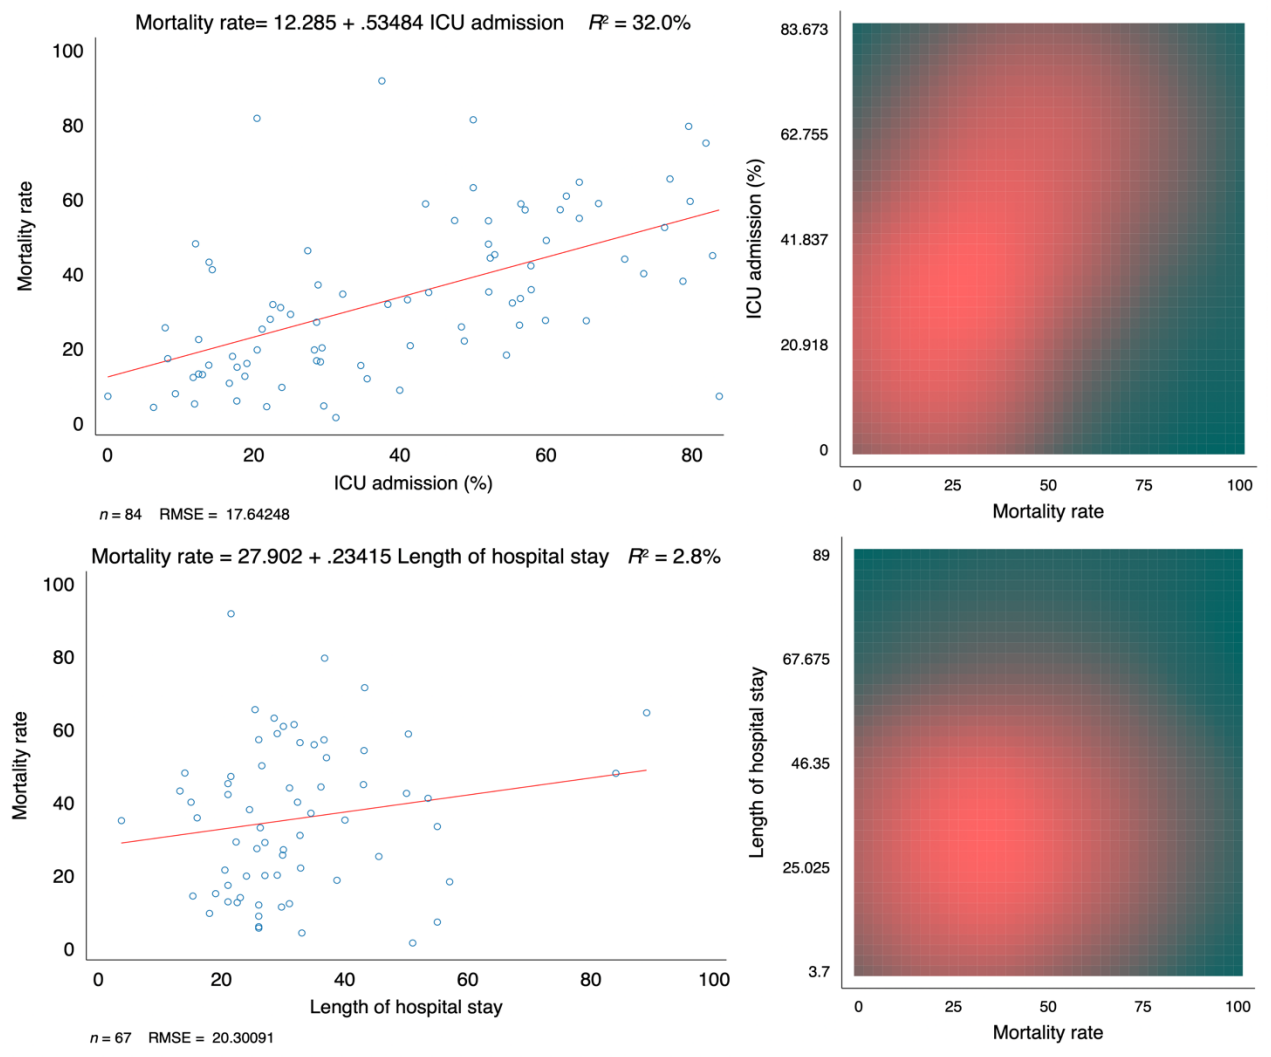 Mortality rate= 12.285 + .53484 ICU admission R² = 32.0%
100
80
60
40
20
0
Mortality rate
0 20 40 60 80
ICU admission (%)
n = 84 RMSE = 17.64248
83.673
62.755
41.837
20.918
0
ICU admission (%)
0 25 50 75 100
Mortality rate
Mortality rate = 27.902 + .23415 Length of hospital stay R² = 2.8%
100
80
60
40
20
0
Mortality rate
0 20 40 60 80 100
Length of hospital stay
n = 67 RMSE = 20.30091
89
67.675
46.35
25.025
3.7
Length of hospital stay
0 25 50 75 100
Mortality rate